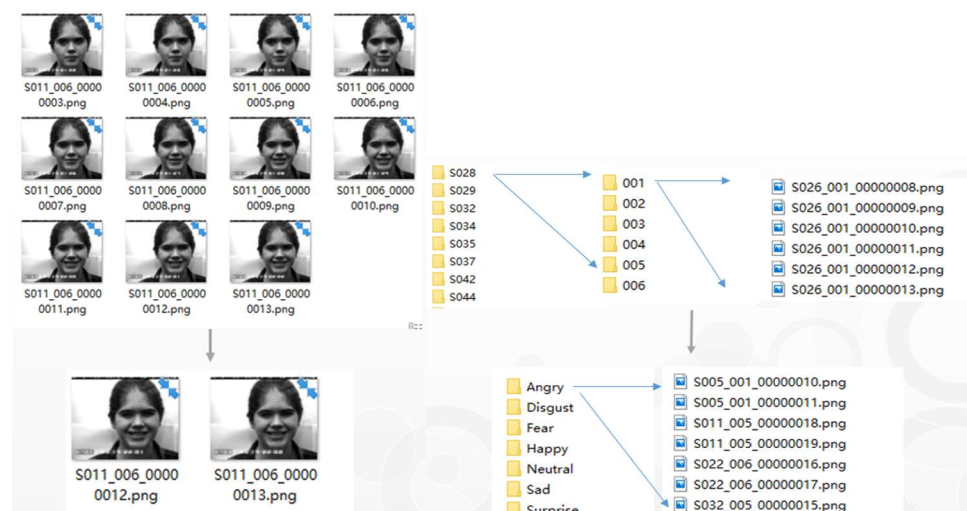 S011_006_0000
0003.png
S011_006_0000
0004.png
S011_006_0000
0005.png
S011_006_0000
0006.png
S011_006_0000
0007.png
S011_006_0000
0008.png
S011_006_0000
0009.png
S011_006_0000
0010.png
S011_006_0000
0011.png
S011_006_0000
0012.png
S011_006_0000
0013.png
S011_006_0000
0012.png
S011_006_0000
0013.png
S028
S029
S032
S034
S035
S037
S042
S044
001
002
003
004
005
006
S026_001_00000008.png
S026_001_00000009.png
S026_001_00000010.png
S026_001_00000011.png
S026_001_00000012.png
S026_001_00000013.png
Angry
Disgust
Fear
Happy
Neutral
Sad
Surprise
S005_001_00000010.png
S005_001_00000011.png
S011_005_00000018.png
S011_005_00000019.png
S022_006_00000016.png
S022_006_00000017.png
S032_005_00000015.png